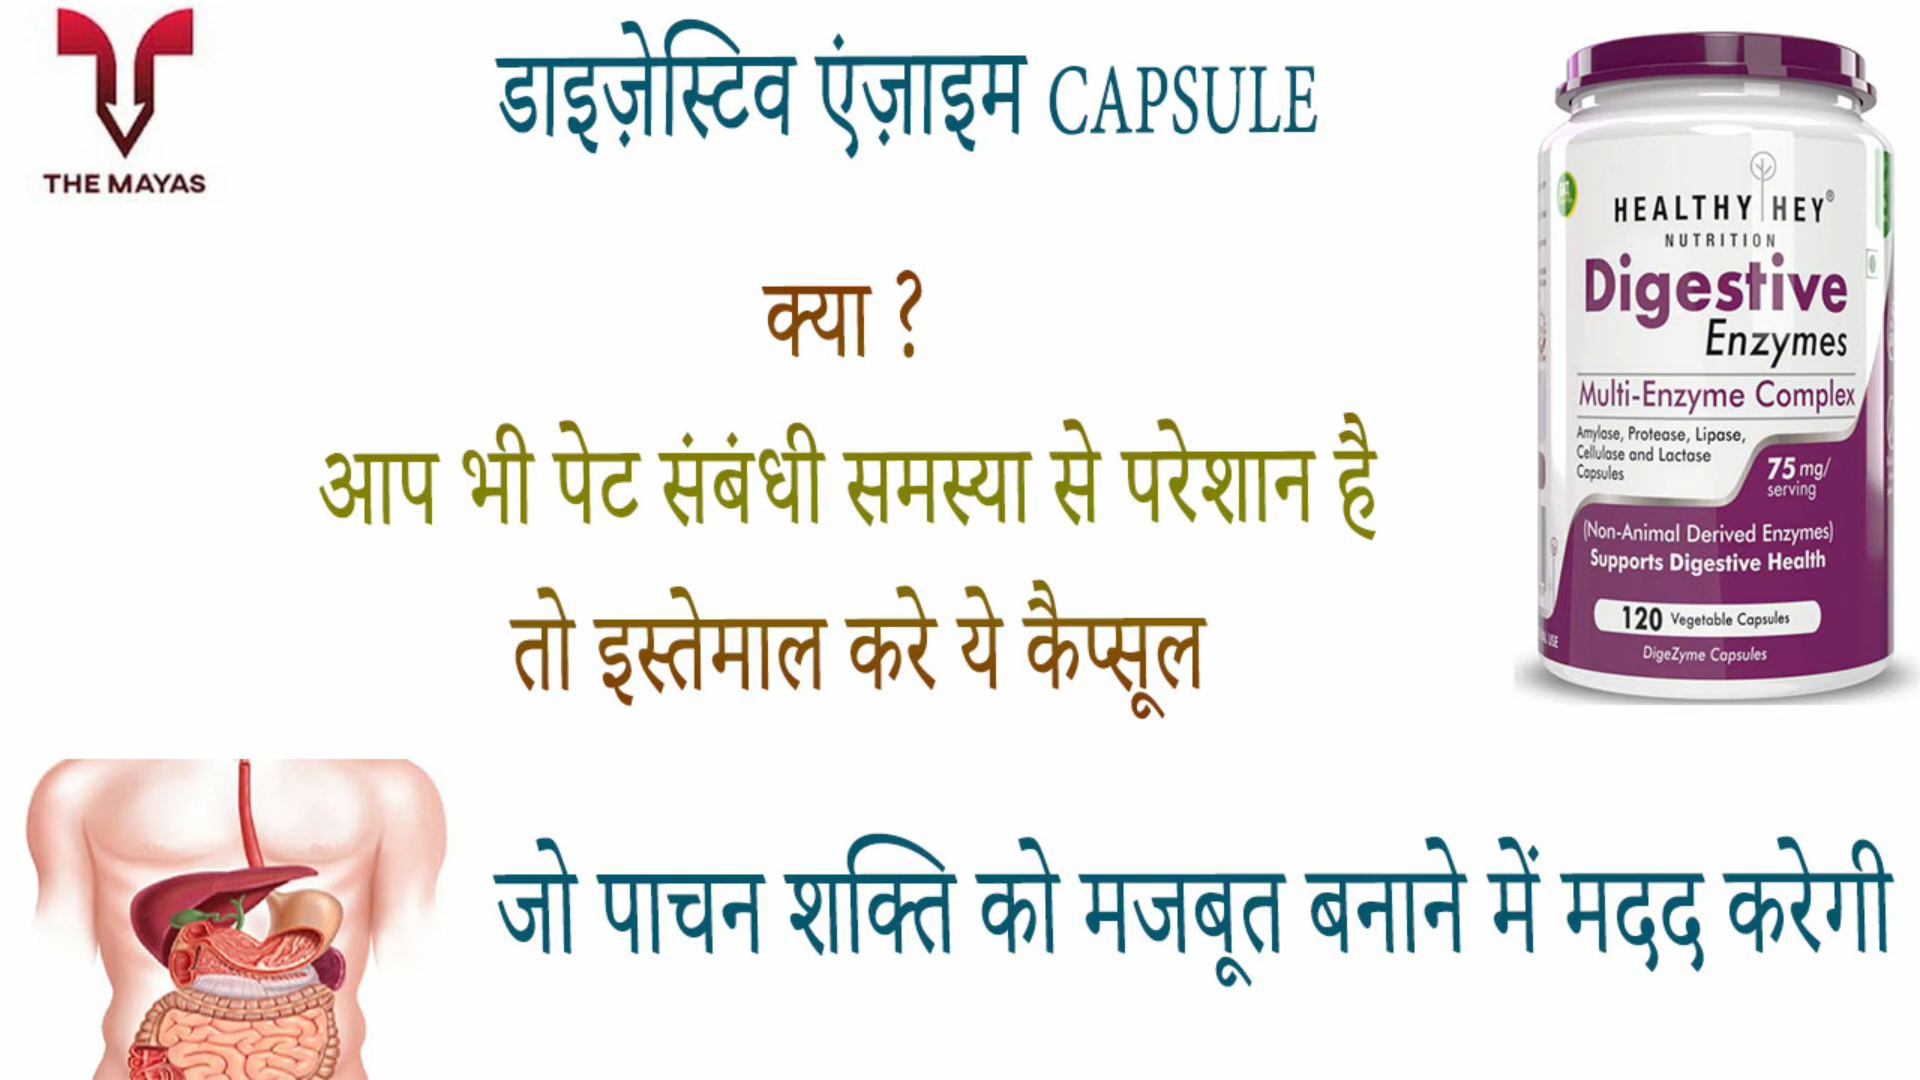 THE MAYAS
डाइज़ेस्टिव एंज़ाइम CAPSULE
क्या ?
आप भी पेट संबंधी समस्या से परेशान है
तो इस्तेमाल करे ये कैप्सूल
जो पाचन शक्ति को मजबूत बनाने में मदद करेगी
HEALTHY HEY®
NUTRITION
Digestive
Enzymes
Multi-Enzyme Complex
Amylase, Protease, Lipase,
Cellulase and Lactase
Capsules
75 mg/
serving
(Non-Animal Derived Enzymes)
Supports Digestive Health
120 Vegetable Capsules
DigeZyme Capsules